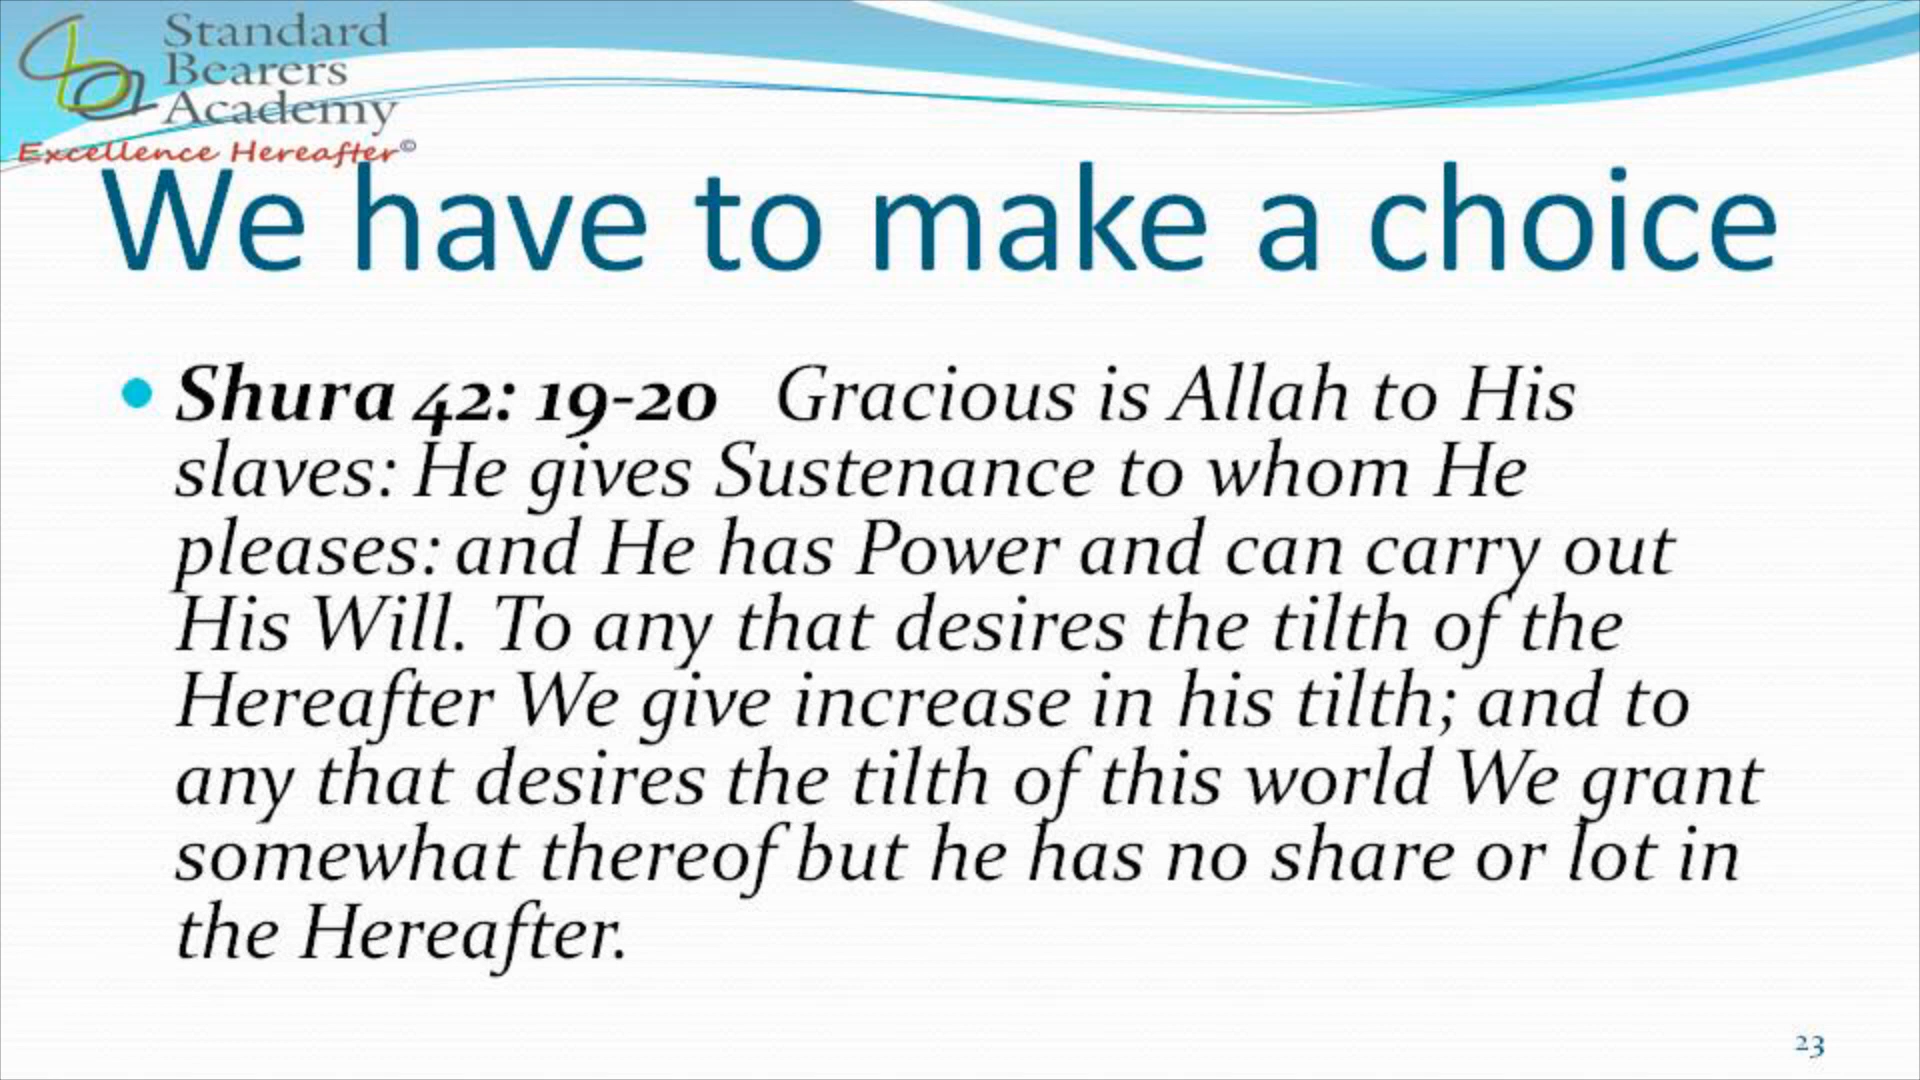 Standard
Bearers
Academy
Excellence Hereafter©
We have to make a choice
• Shura 42: 19-20 Gracious is Allah to His
slaves: He gives Sustenance to whom He
pleases: and He has Power and can carry out
His Will. To any that desires the tilth of the
Hereafter We give increase in his tilth; and to
any that desires the tilth of this world We grant
somewhat thereof but he has no share or lot in
the Hereafter.
23